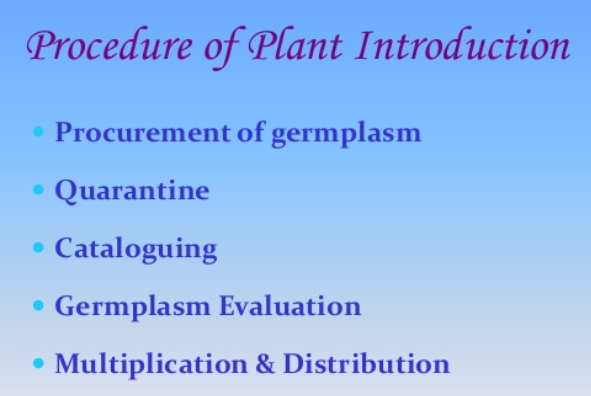 Procedure of Plant Introduction
• Procurement of germplasm
• Quarantine
• Cataloguing
• Germplasm Evaluation
• Multiplication & Distribution